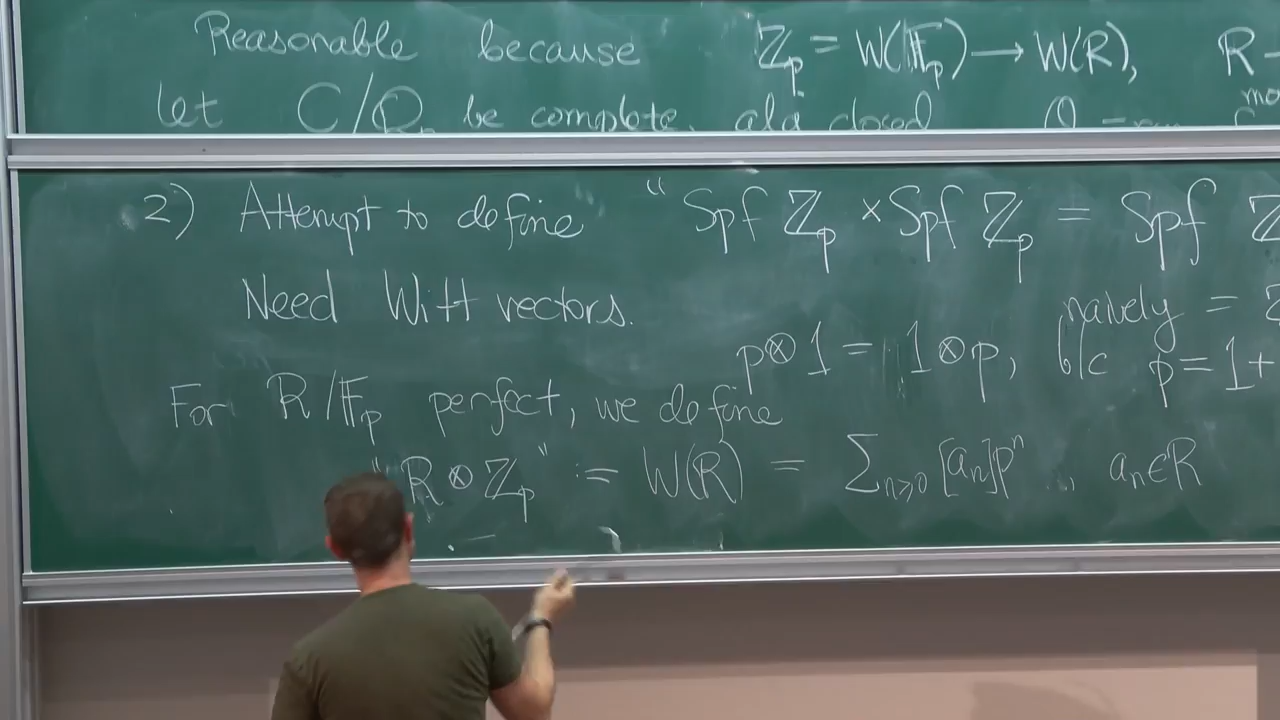 Reasonable because ℤ_p = W(𝔽_p) → W(R), R
let C/ℚ_p be complete, alg closed
2) Attempt to define " Spf ℤ_p × Spf ℤ_p = Spf ℤ
Need Witt vectors.
naively =
p⊗1 = 1⊗p, b/c p = 1+
For R/𝔽_p perfect, we define
"R ⊗ ℤ_p" := W(R) = ∑_{n≥0} [a_n]p^n ..., a_n ∈ R